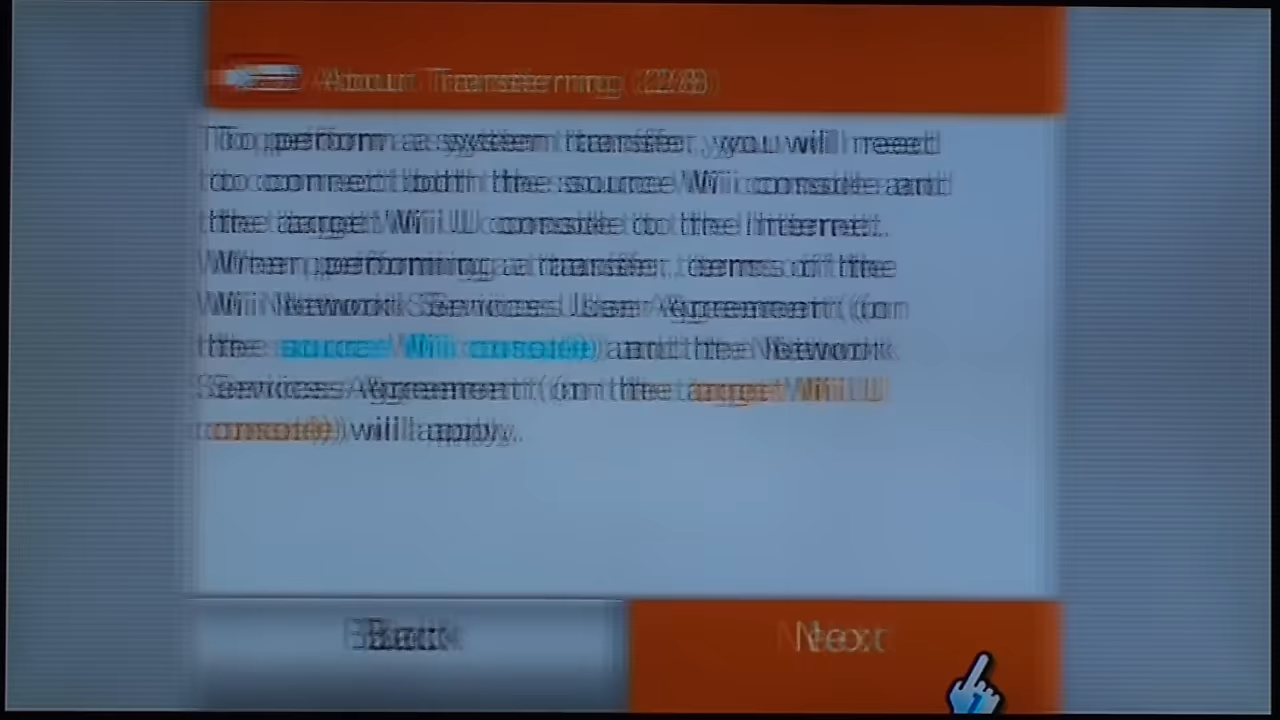 About Transferring
To perform a system transfer, you will need
to connect both the source Wii console and
the target Wii U console to the Internet.
When performing a transfer, terms of the
Wii Network Services User Agreement (on
the source Wii console) and the Network
Services Agreement (on the target Wii U
console) will apply.
Back
Next